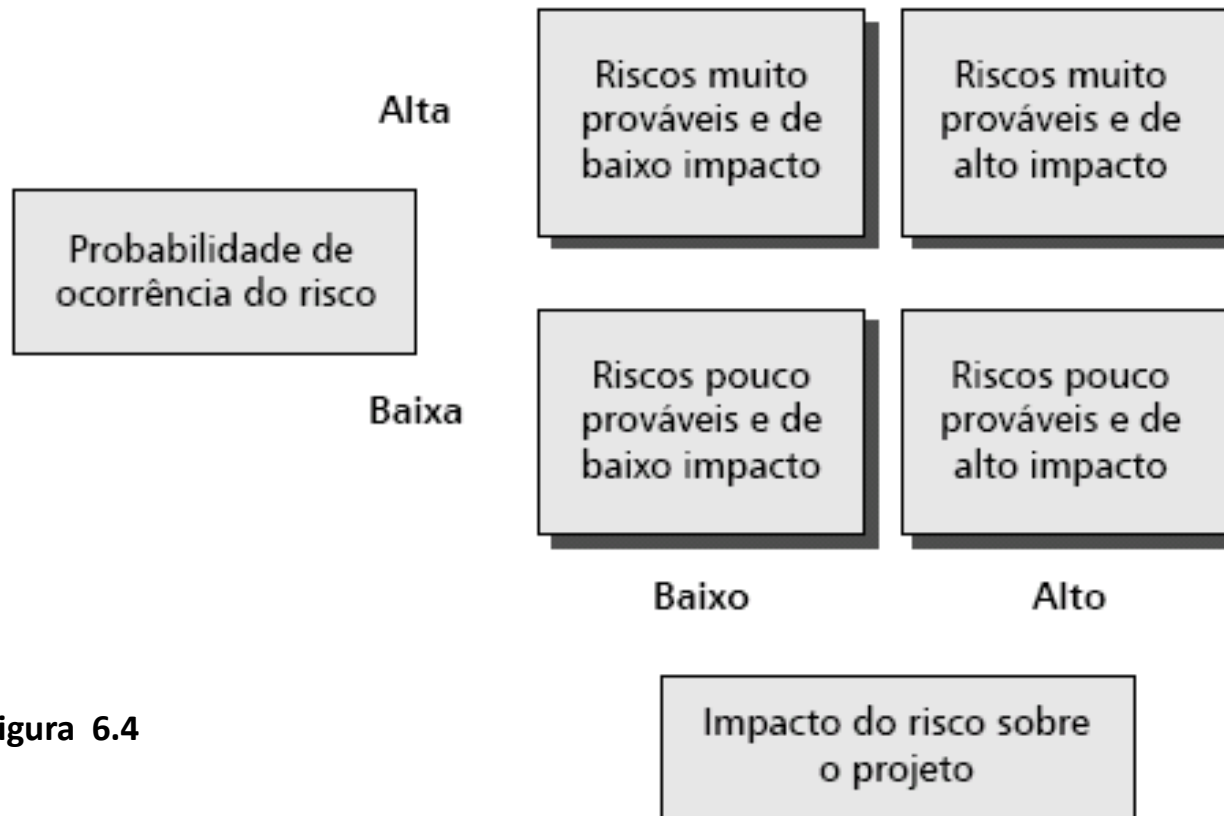 Riscos muito
prováveis e de
baixo impacto
Riscos muito
prováveis e de
alto impacto
Alta
Probabilidade de
ocorrência do risco
Baixa
Riscos pouco
prováveis e de
baixo impacto
Riscos pouco
prováveis e de
alto impacto
Baixo
Alto
igura 6.4
Impacto do risco sobre
o projeto